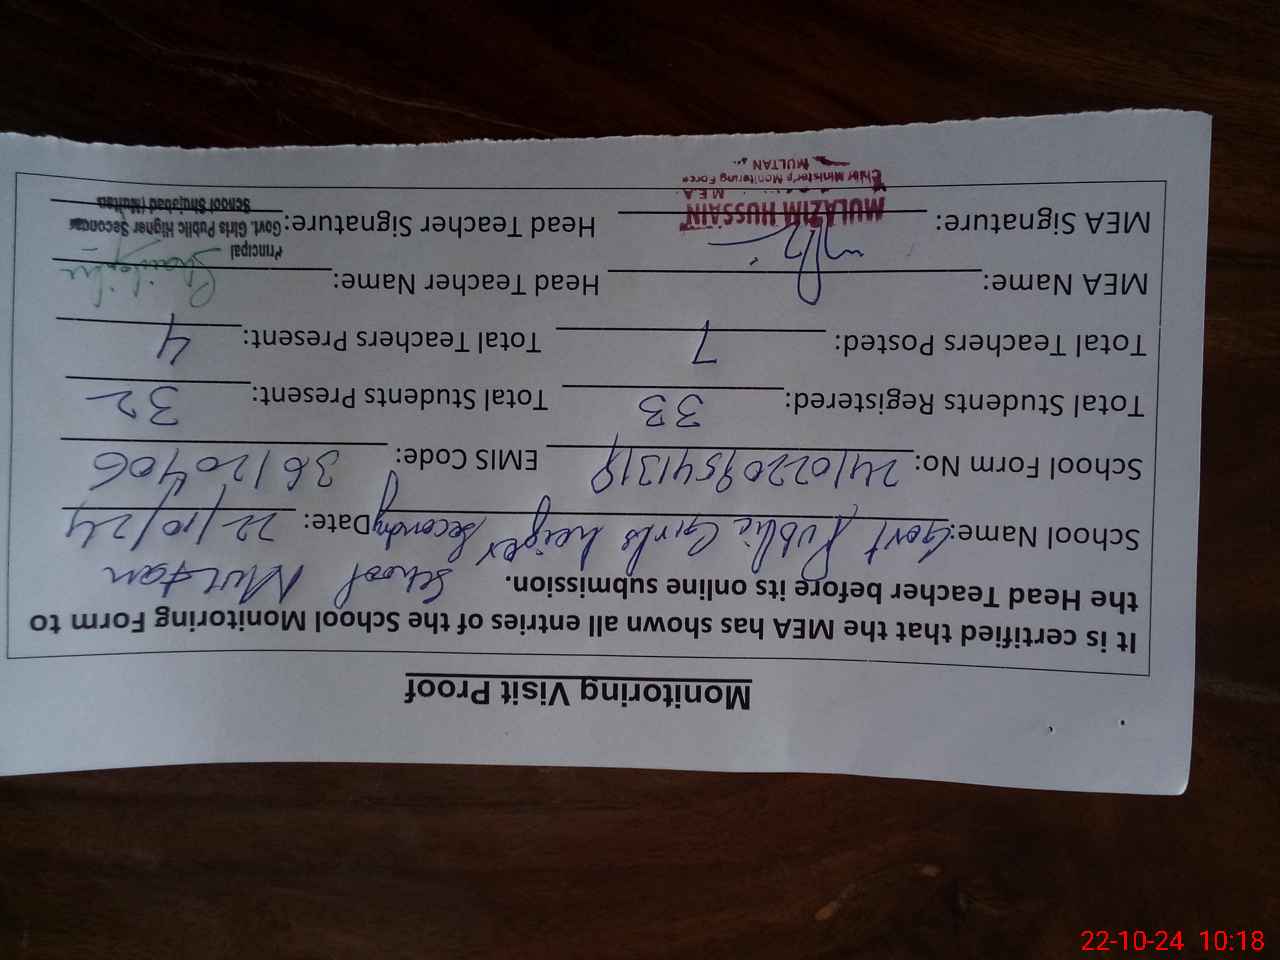 Monitoring Visit Proof
It is certified that the MEA has shown all entries of the School Monitoring Form to
the Head Teacher before its online submission. School Multan
School Name: Govt Public Girls heiger Secondry Date: 22/10/24
School Form No: EMIS Code: 36120406
Total Students Registered: 33 Total Students Present: 32
Total Teachers Posted: 7 Total Teachers Present: 4
MEA Name: Head Teacher Name:
MEA Signature: Head Teacher Signature:
Principal
Govt. Girls Public Higher Secondar
School Shujabad (Multan
MULAZIM HUSSAIN
M.E.A
Chief Minister's Monitoring Force
MULTAN
22-10-24 10:18